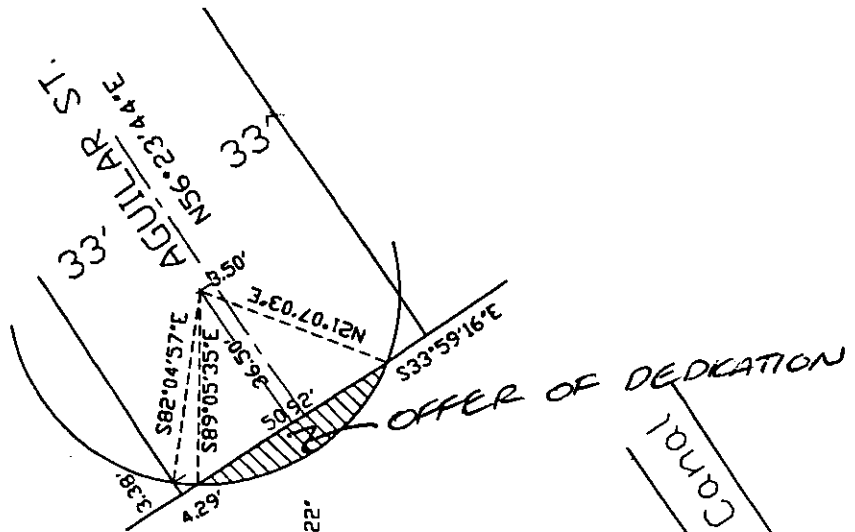 AGUILAR ST.
N56°23'44"E
33'
33'
3.50'
S82°04'57"E
S89°05'35"E
36.50'
N21°07'03"E
50.92'
S33°59'16"E
3.38'
4.29'
OFFER OF DEDICATION
Canal
22"